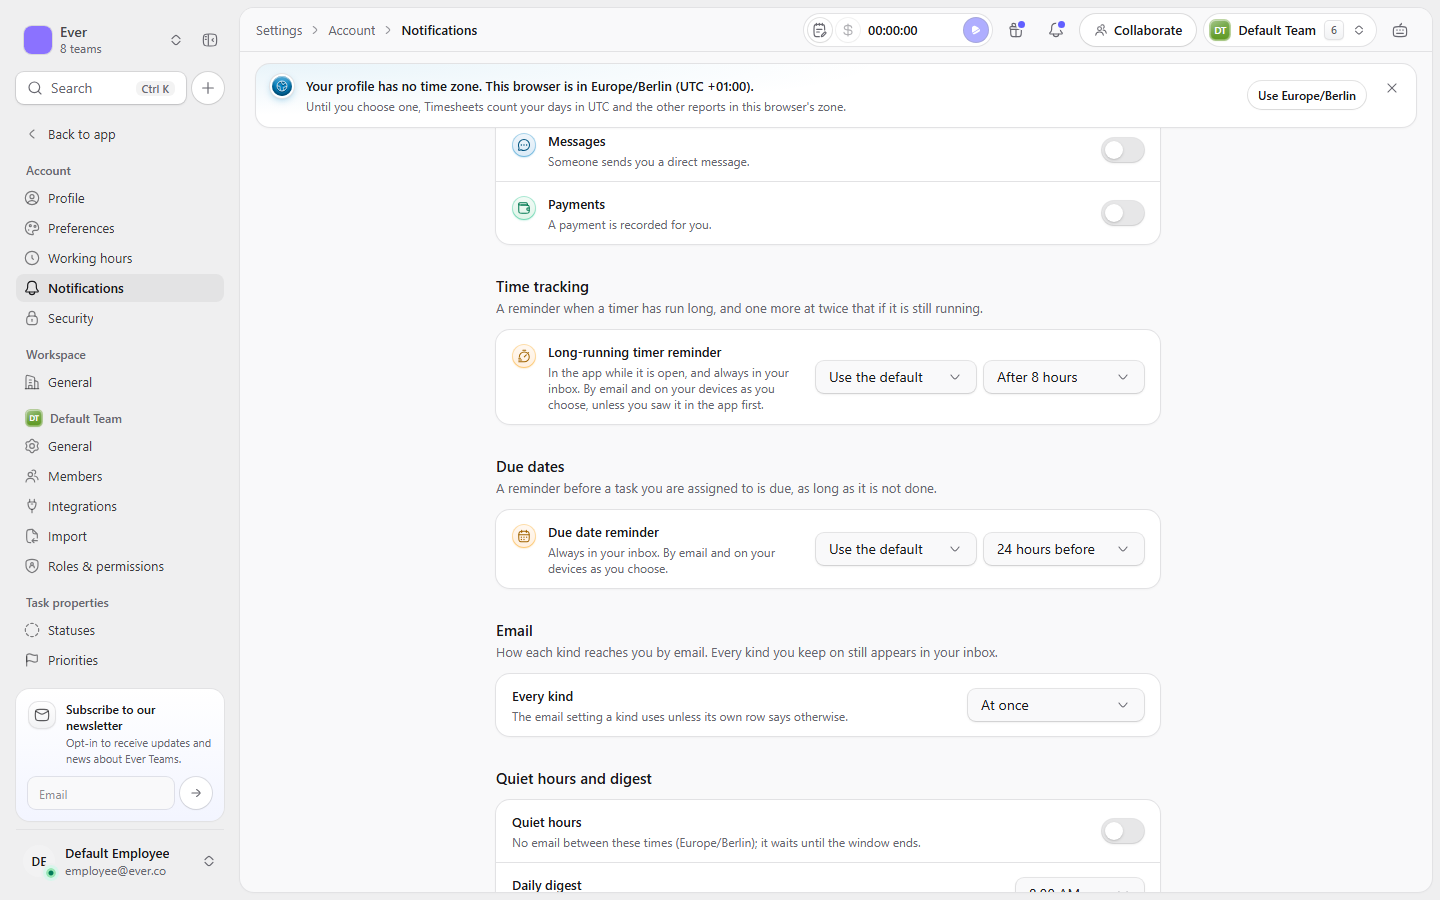 Ever
8 teams
Search
Ctrl K
Back to app
Account
Profile
Preferences
Working hours
Notifications
Security
Workspace
General
DT Default Team
General
Members
Integrations
Import
Roles & permissions
Task properties
Statuses
Priorities
Subscribe to our
newsletter
Opt-in to receive updates and
news about Ever Teams.
Email
DE
Default Employee
employee@ever.co
Settings
Account
Notifications
00:00:00
Collaborate
DT Default Team 6
Your profile has no time zone. This browser is in Europe/Berlin (UTC +01:00).
Until you choose one, Timesheets count your days in UTC and the other reports in this browser's zone.
Use Europe/Berlin
Messages
Someone sends you a direct message.
Payments
A payment is recorded for you.
Time tracking
A reminder when a timer has run long, and one more at twice that if it is still running.
Long-running timer reminder
In the app while it is open, and always in your
inbox. By email and on your devices as you
choose, unless you saw it in the app first.
Use the default
After 8 hours
Due dates
A reminder before a task you are assigned to is due, as long as it is not done.
Due date reminder
Always in your inbox. By email and on your
devices as you choose.
Use the default
24 hours before
Email
How each kind reaches you by email. Every kind you keep on still appears in your inbox.
Every kind
The email setting a kind uses unless its own row says otherwise.
At once
Quiet hours and digest
Quiet hours
No email between these times (Europe/Berlin); it waits until the window ends.
Daily digest
8:00 AM